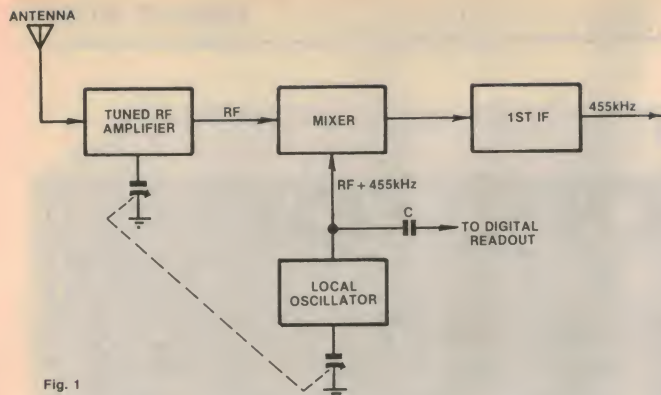 ANTENNA
TUNED RF
AMPLIFIER
RF
MIXER
1ST IF
455kHz
RF + 455kHz
C
TO DIGITAL
READOUT
LOCAL
OSCILLATOR
Fig. 1